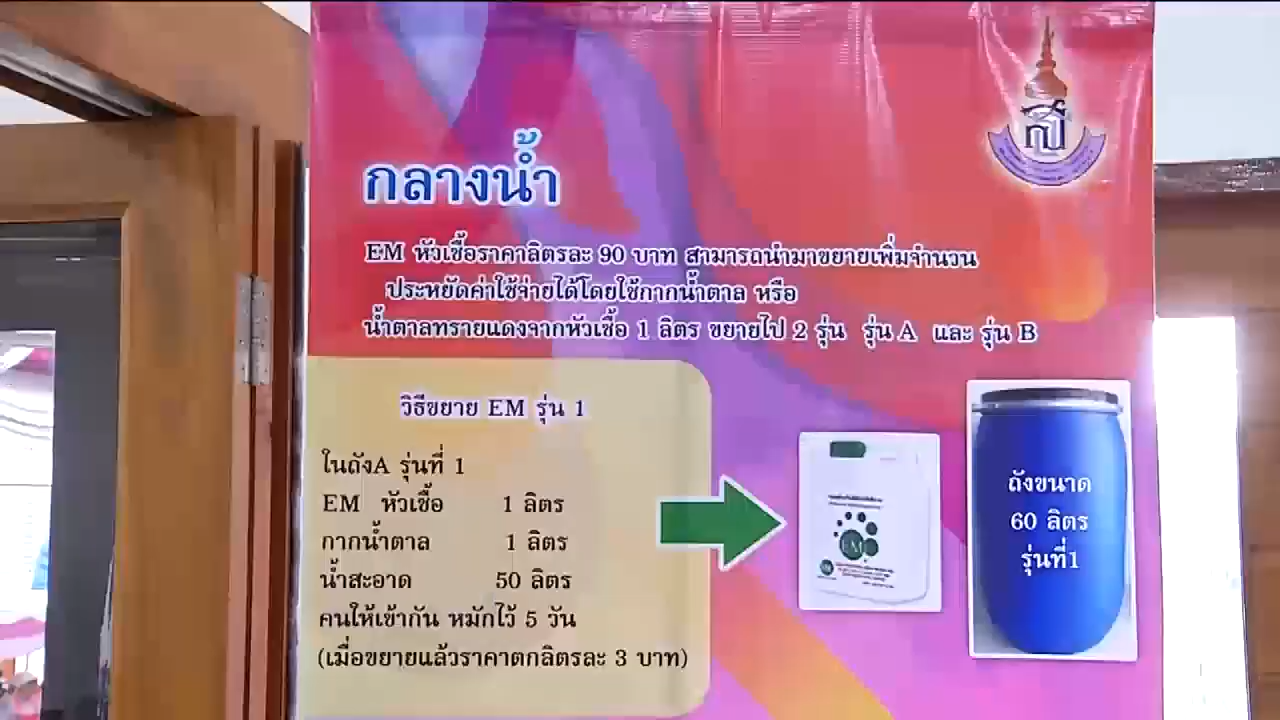 กลางน้ำ
EM หัวเชื้อราคาลิตรละ 90 บาท สามารถนำมาขยายเพิ่มจำนวน
ประหยัดค่าใช้จ่ายได้โดยใช้กากน้ำตาล หรือ
น้ำตาลทรายแดงจากหัวเชื้อ 1 ลิตร ขยายไป 2 รุ่น รุ่น A และ รุ่น B
วิธีขยาย EM รุ่น 1
ในถังA รุ่นที่ 1
EM หัวเชื้อ 1 ลิตร
กากน้ำตาล 1 ลิตร
น้ำสะอาด 50 ลิตร
คนให้เข้ากัน หมักไว้ 5 วัน
(เมื่อขยายแล้วราคาตกลิตรละ 3 บาท)
EM
ถังขนาด
60 ลิตร
รุ่นที่1